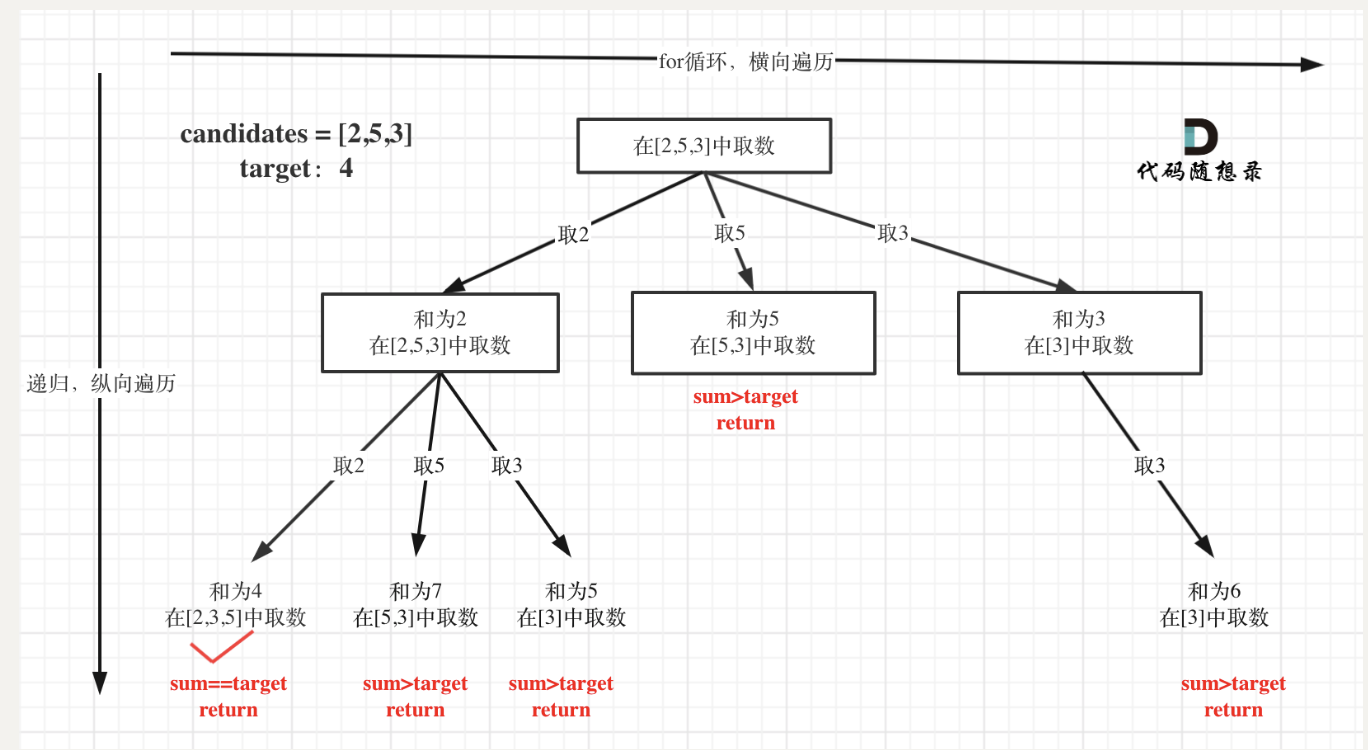 for循环，横向遍历
candidates = [2,5,3]
target： 4
在[2,5,3]中取数
代码随想录
取2
取5
取3
和为2
在[2,5,3]中取数
和为5
在[5,3]中取数
和为3
在[3]中取数
递归，纵向遍历
sum>target
return
取2
取5
取3
取3
和为4
在[2,3,5]中取数
和为7
在[5,3]中取数
和为5
在[3]中取数
和为6
在[3]中取数
sum==target
return
sum>target
return
sum>target
return
sum>target
return